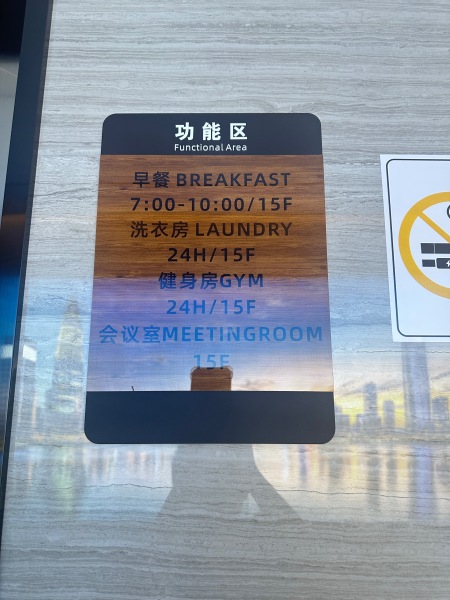 功能区
Functional Area
早餐 BREAKFAST
7:00-10:00/15F
洗衣房 LAUNDRY
24H/15F
健身房GYM
24H/15F
会议室MEETINGROOM
15F